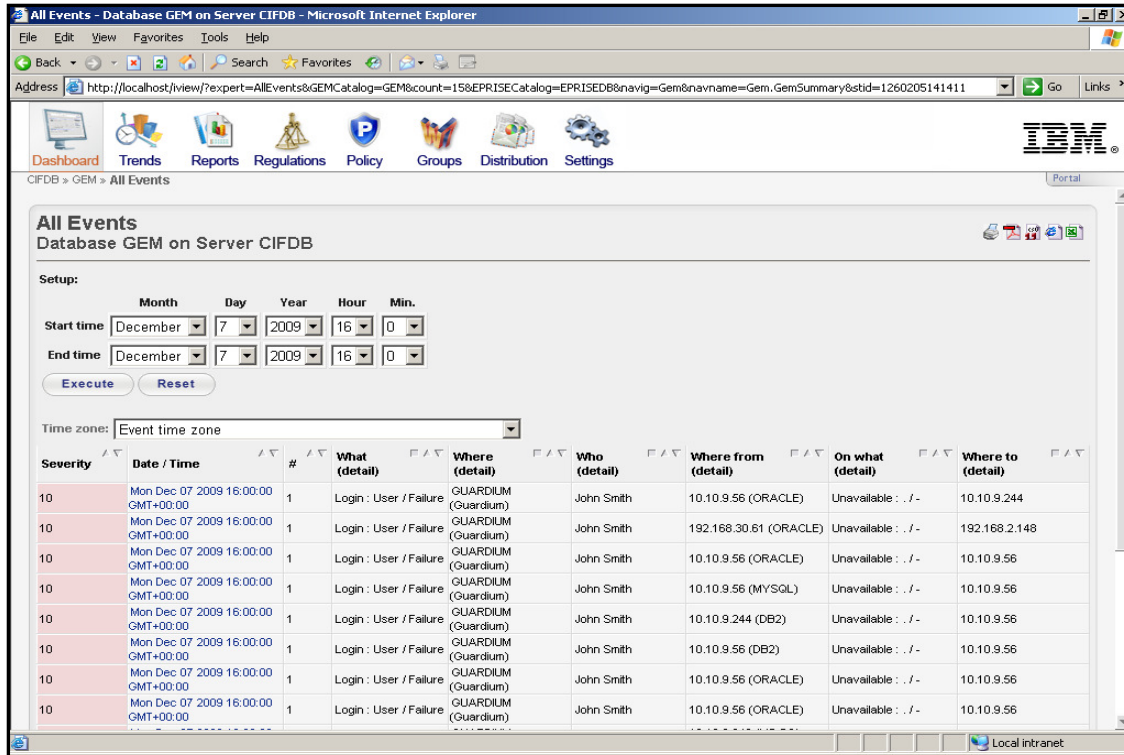 All Events - Database GEM on Server CIFDB - Microsoft Internet Explorer
File Edit View Favorites Tools Help
Back Search Favorites
Address http://localhost/iview/?expert=AllEvents&GEMCatalog=GEM&count=15&EPRISECatalog=EPRISEDB&navig=Gem&navname=Gem.GemSummary&stid=1260205141411 Go Links
Dashboard Trends Reports Regulations Policy Groups Distribution Settings IBM®
CIFDB » GEM » All Events Portal
All Events
Database GEM on Server CIFDB
Setup:
Month Day Year Hour Min.
Start time December 7 2009 16 0
End time December 7 2009 16 0
Execute Reset
Time zone: Event time zone
Severity Date / Time # What (detail) Where (detail) Who (detail) Where from (detail) On what (detail) Where to (detail)
10 Mon Dec 07 2009 16:00:00 GMT+00:00 1 Login : User / Failure GUARDIUM (Guardium) John Smith 10.10.9.56 (ORACLE) Unavailable : . / - 10.10.9.244
10 Mon Dec 07 2009 16:00:00 GMT+00:00 1 Login : User / Failure GUARDIUM (Guardium) John Smith 192.168.30.61 (ORACLE) Unavailable : . / - 192.168.2.148
10 Mon Dec 07 2009 16:00:00 GMT+00:00 1 Login : User / Failure GUARDIUM (Guardium) John Smith 10.10.9.56 (ORACLE) Unavailable : . / - 10.10.9.56
10 Mon Dec 07 2009 16:00:00 GMT+00:00 1 Login : User / Failure GUARDIUM (Guardium) John Smith 10.10.9.56 (MYSQL) Unavailable : . / - 10.10.9.56
10 Mon Dec 07 2009 16:00:00 GMT+00:00 1 Login : User / Failure GUARDIUM (Guardium) John Smith 10.10.9.244 (DB2) Unavailable : . / - 10.10.9.56
10 Mon Dec 07 2009 16:00:00 GMT+00:00 1 Login : User / Failure GUARDIUM (Guardium) John Smith 10.10.9.56 (DB2) Unavailable : . / - 10.10.9.56
10 Mon Dec 07 2009 16:00:00 GMT+00:00 1 Login : User / Failure GUARDIUM (Guardium) John Smith 10.10.9.56 (ORACLE) Unavailable : . / - 10.10.9.56
10 Mon Dec 07 2009 16:00:00 GMT+00:00 1 Login : User / Failure GUARDIUM (Guardium) John Smith 10.10.9.56 (ORACLE) Unavailable : . / - 10.10.9.56
Local intranet